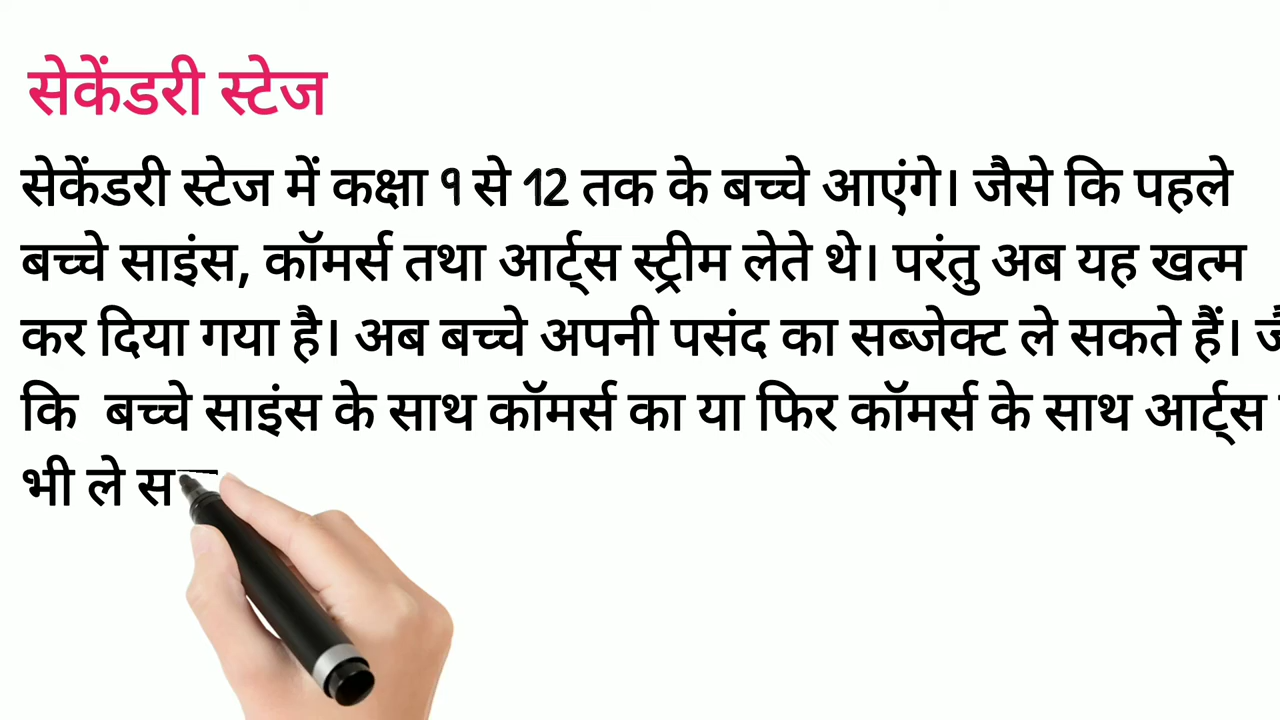 सेकेंडरी स्टेज
सेकेंडरी स्टेज में कक्षा 9 से 12 तक के बच्चे आएंगे। जैसे कि पहले
बच्चे साइंस, कॉमर्स तथा आर्ट्स स्ट्रीम लेते थे। परंतु अब यह खत्म
कर दिया गया है। अब बच्चे अपनी पसंद का सब्जेक्ट ले सकते हैं।
कि बच्चे साइंस के साथ कॉमर्स का या फिर कॉमर्स के साथ आर्ट्स
भी ले